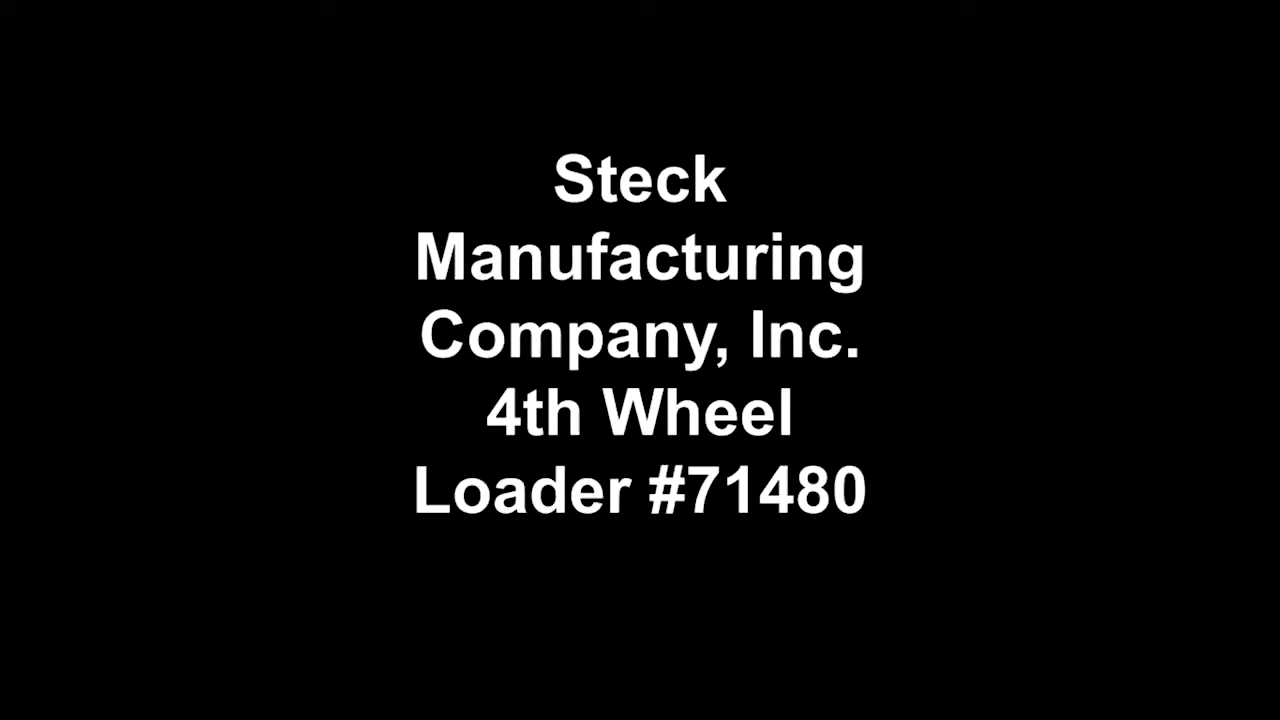 Steck
Manufacturing
Company, Inc.
4th Wheel
Loader #71480